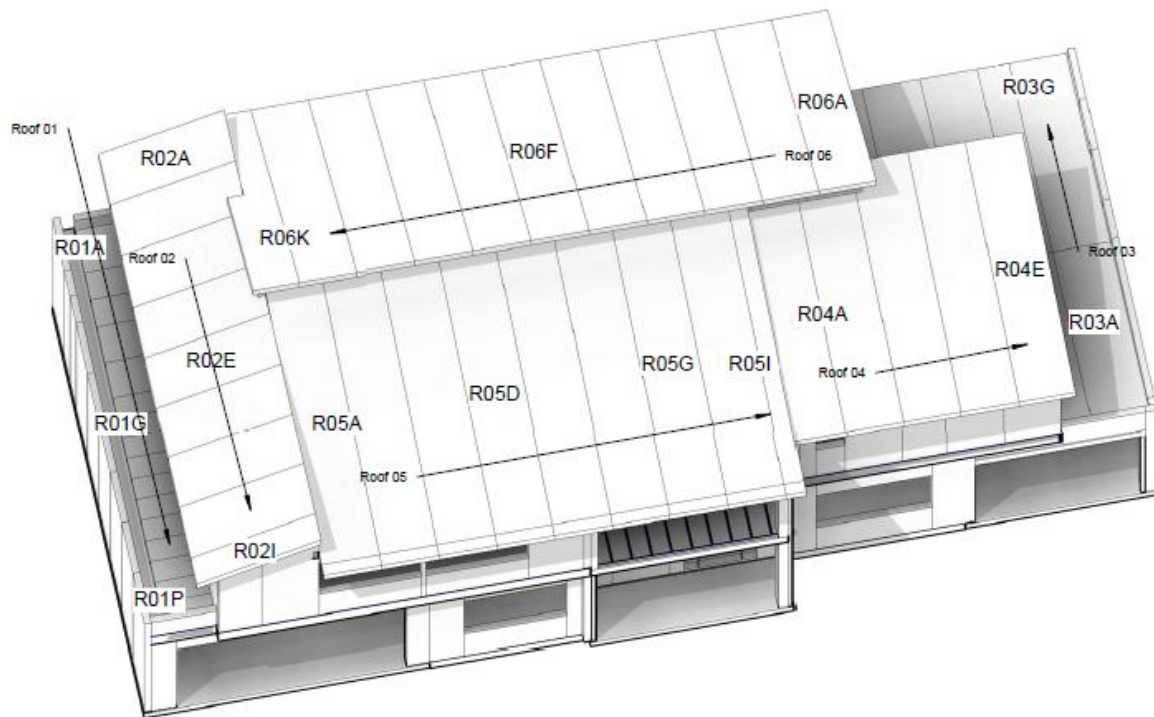 R06A
R03G
Roof 01
R02A
R06F
Roof 06
R06K
R01A
Roof 02
Roof 03
R04E
R04A
R03A
R02E
R05G
R05I
Roof 04
R05D
R01G
R05A
Roof 05
R02I
R01P